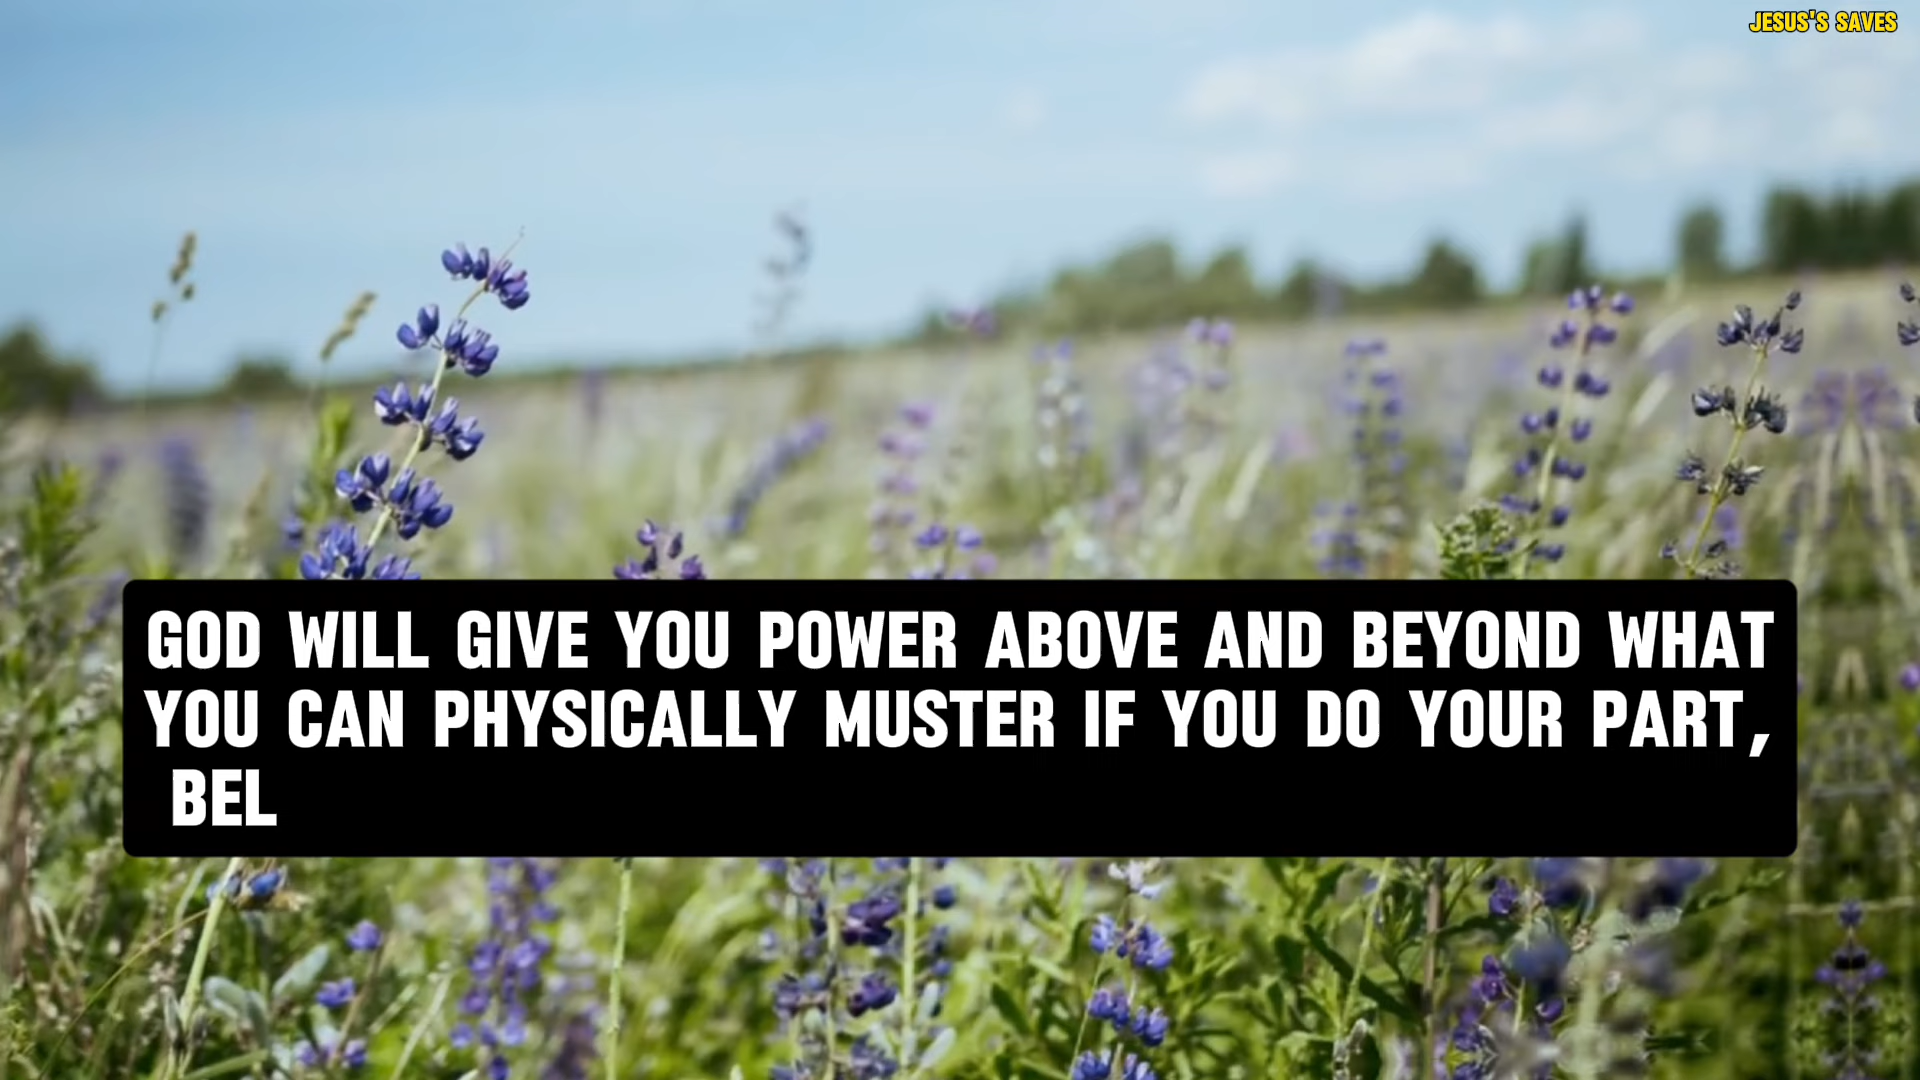 JESUS'S SAVES
GOD WILL GIVE YOU POWER ABOVE AND BEYOND WHAT
YOU CAN PHYSICALLY MUSTER IF YOU DO YOUR PART,
BEL